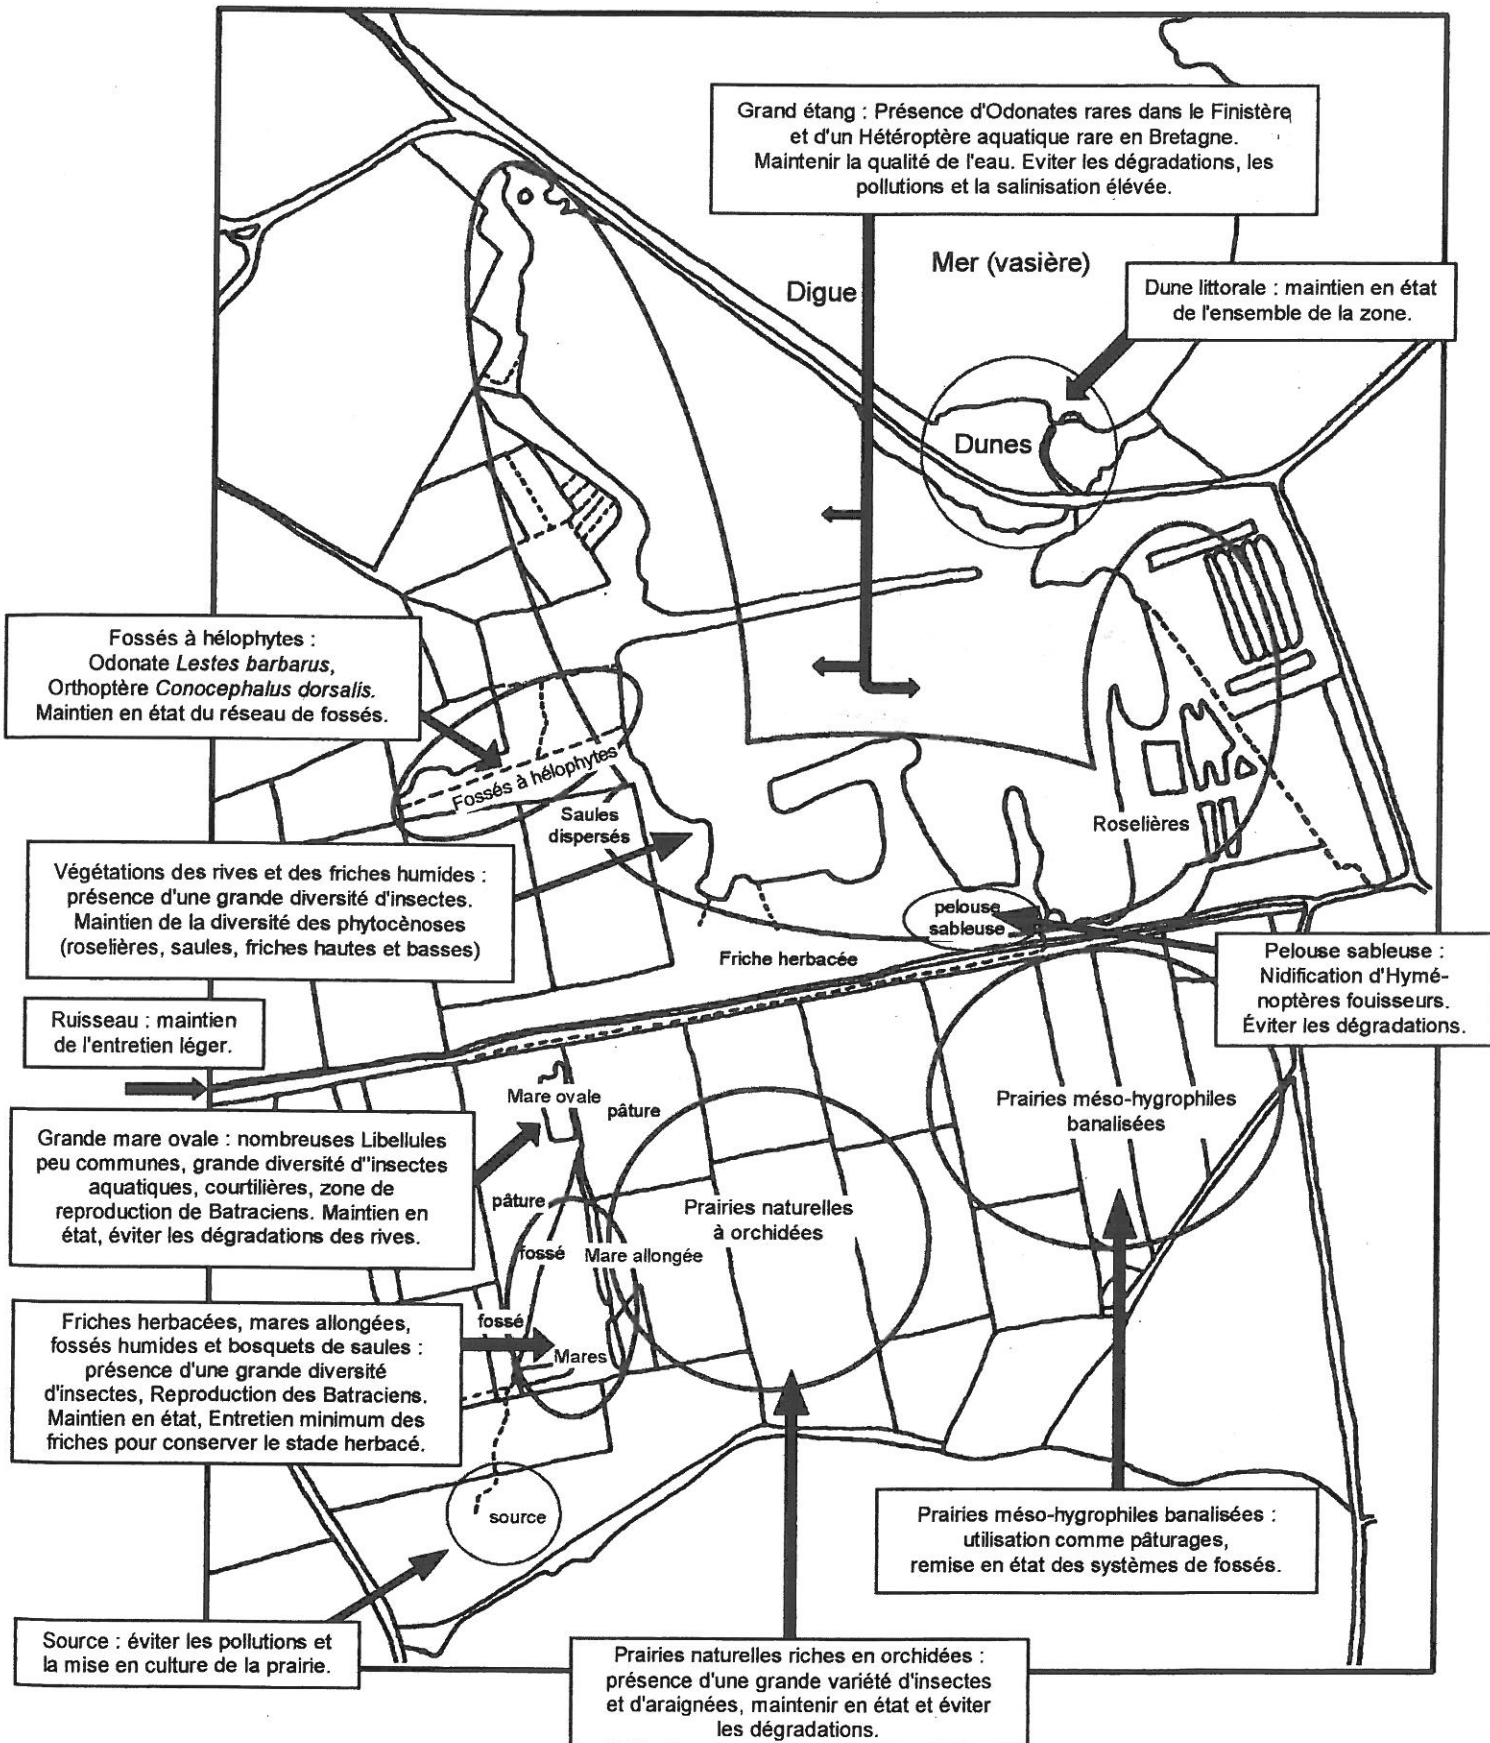 Grand étang : Présence d'Odonates rares dans le Finistère
et d'un Hétéroptère aquatique rare en Bretagne.
Maintenir la qualité de l'eau. Eviter les dégradations, les
pollutions et la salinisation élévée.
Mer (vasière)
Digue
Dune littorale : maintien en état
de l'ensemble de la zone.
Dunes
Fossés à hélophytes :
Odonate Lestes barbarus,
Orthoptère Conocephalus dorsalis.
Maintien en état du réseau de fossés.
Fossés à hélophytes
Saules
dispersés
Roselières
Végétations des rives et des friches humides :
présence d'une grande diversité d'insectes.
Maintien de la diversité des phytocènoses
(roselières, saules, friches hautes et basses)
pelouse
sableuse
Friche herbacée
Pelouse sableuse :
Nidification d'Hymé-
noptères fouisseurs.
Éviter les dégradations.
Ruisseau : maintien
de l'entretien léger.
Mare ovale
pâture
Prairies méso-hygrophiles
banalisées
Grande mare ovale : nombreuses Libellules
peu communes, grande diversité d"insectes
aquatiques, courtilières, zone de
reproduction de Batraciens. Maintien en
état, éviter les dégradations des rives.
pâture
Prairies naturelles
à orchidées
fossé
Mare allongée
Friches herbacées, mares allongées,
fossés humides et bosquets de saules :
présence d'une grande diversité
d'insectes, Reproduction des Batraciens.
Maintien en état, Entretien minimum des
friches pour conserver le stade herbacé.
fossé
Mares
source
Prairies méso-hygrophiles banalisées :
utilisation comme pâturages,
remise en état des systèmes de fossés.
Source : éviter les pollutions et
la mise en culture de la prairie.
Prairies naturelles riches en orchidées :
présence d'une grande variété d'insectes
et d'araignées, maintenir en état et éviter
les dégradations.